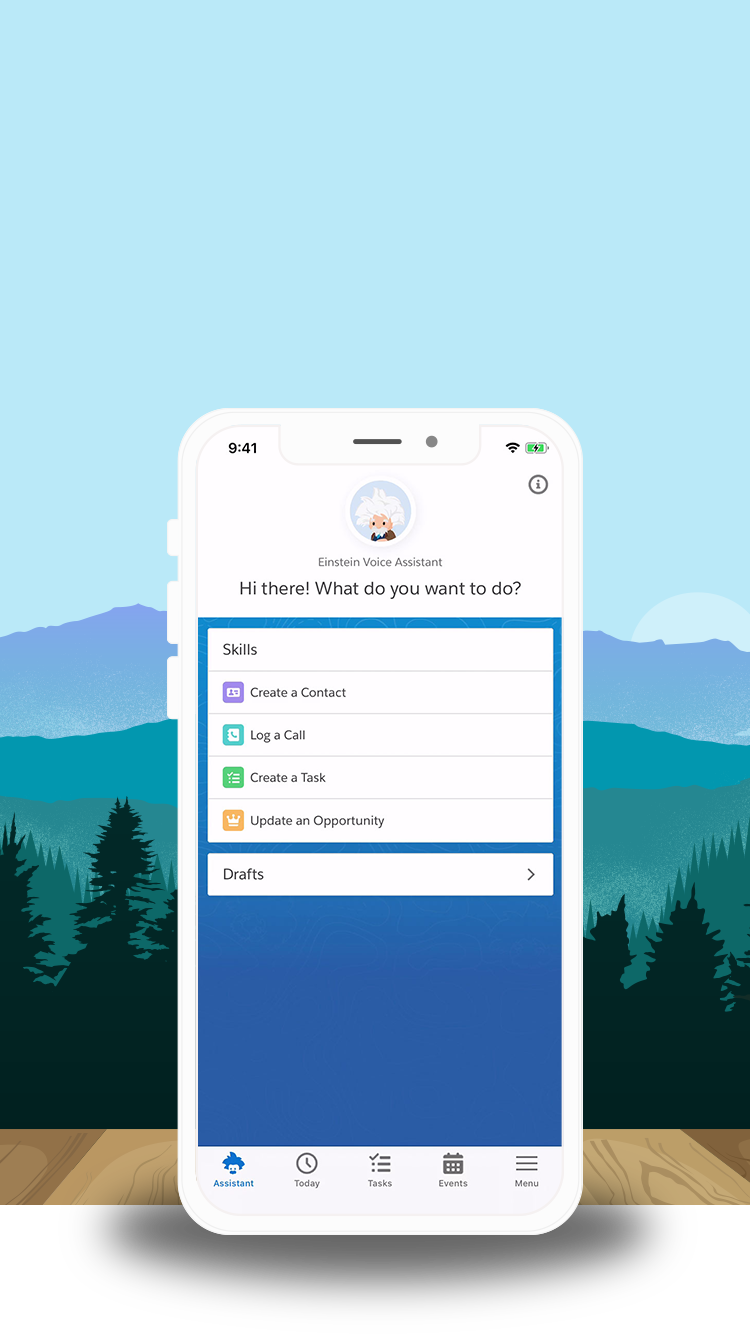 9:41
Einstein Voice Assistant
Hi there! What do you want to do?
Skills
Create a Contact
Log a Call
Create a Task
Update an Opportunity
Drafts
Assistant Today Tasks Events Menu